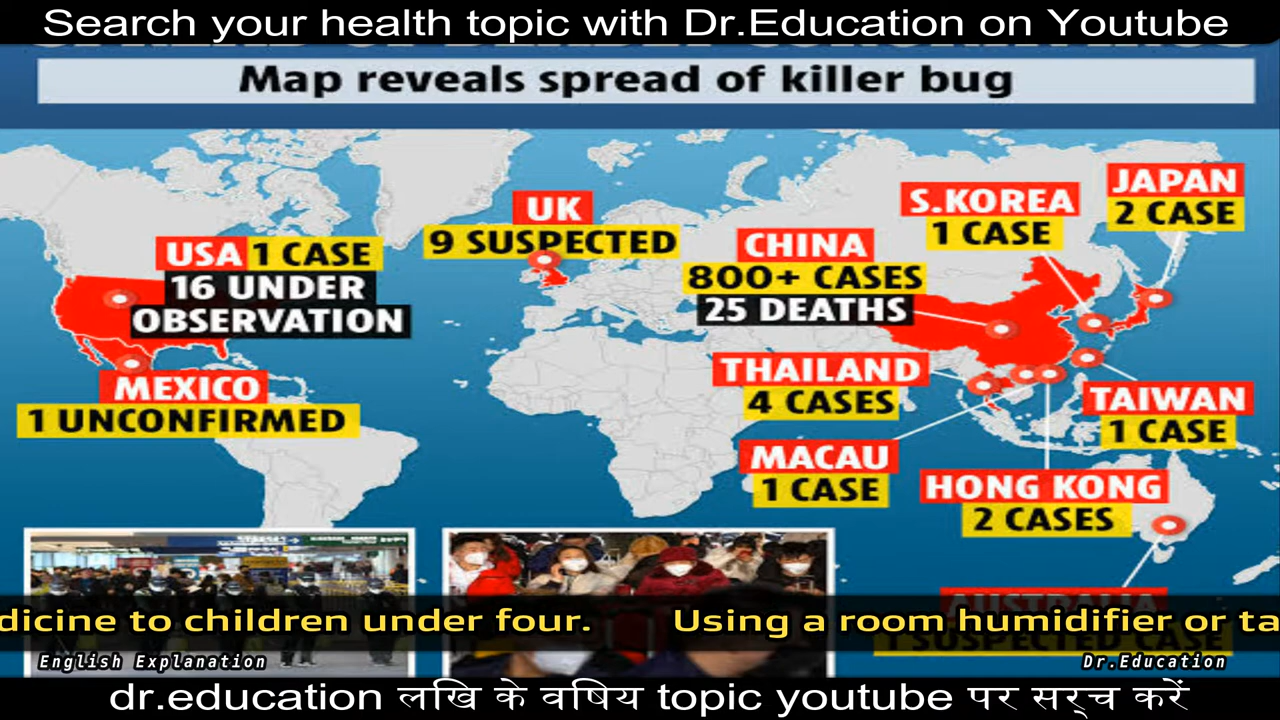 Search your health topic with Dr.Education on Youtube
Map reveals spread of killer bug
JAPAN
2 CASE
S.KOREA
1 CASE
UK
9 SUSPECTED
CHINA
800+ CASES
25 DEATHS
USA 1 CASE
16 UNDER
OBSERVATION
THAILAND
4 CASES
MEXICO
1 UNCONFIRMED
TAIWAN
1 CASE
MACAU
1 CASE
HONG KONG
2 CASES
AUSTRALIA
1 SUSPECTED CASE
dicine to children under four. Using a room humidifier or ta
English Explanation
Dr.Education
dr.education लखि के वषिय topic youtube पर सर्च करें